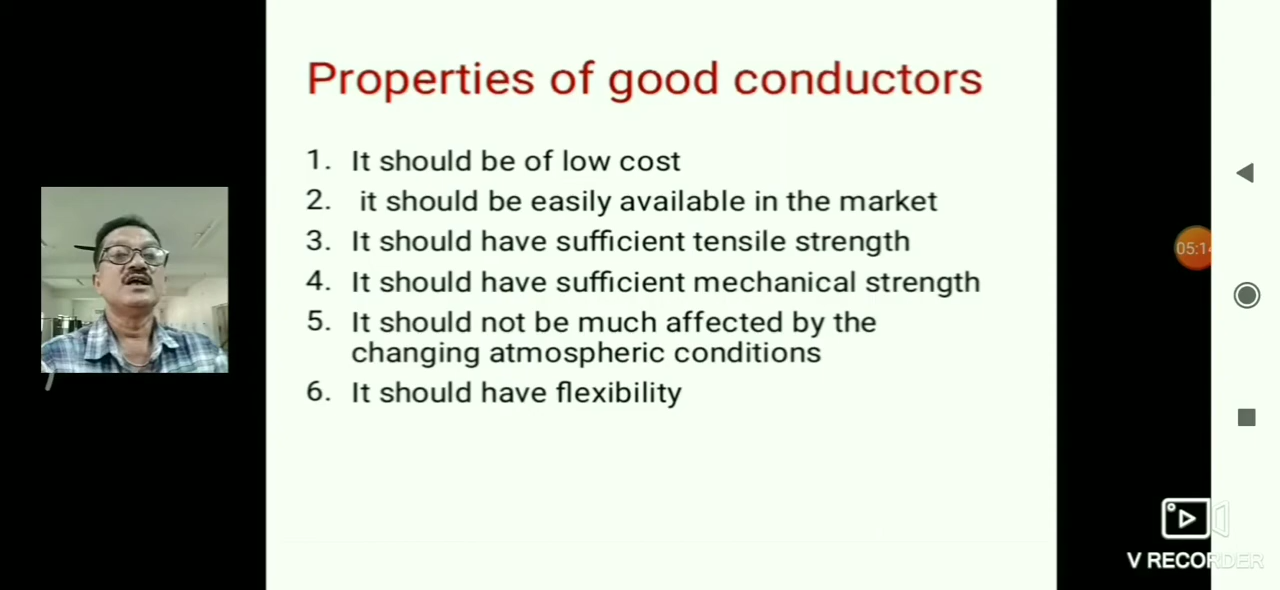 Properties of good conductors
1. It should be of low cost
2. it should be easily available in the market
3. It should have sufficient tensile strength
4. It should have sufficient mechanical strength
5. It should not be much affected by the
changing atmospheric conditions
6. It should have flexibility
05:14
V RECORDER